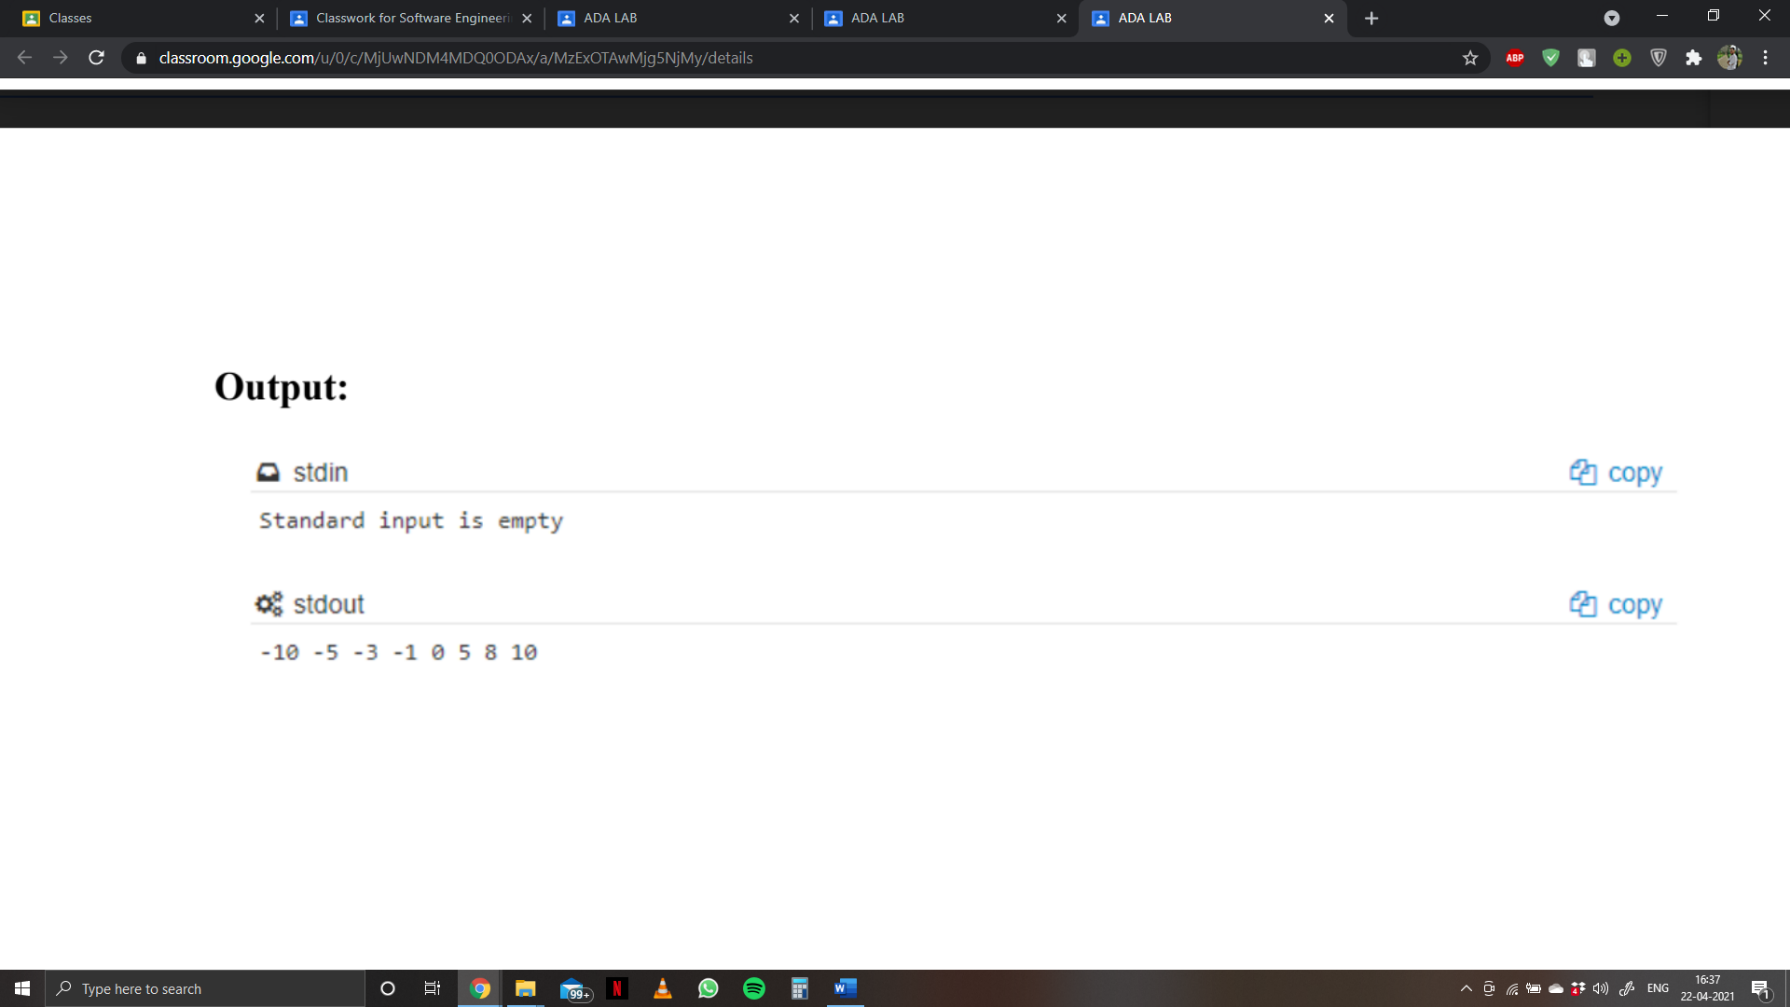 Classes
Classwork for Software Engineeri
ADA LAB
ADA LAB
ADA LAB
classroom.google.com/u/0/c/MjUwNDM4MDQ0ODAx/a/MzExOTAwMjg5NjMy/details
ABP
Output:
stdin
copy
Standard input is empty
stdout
copy
-10 -5 -3 -1 0 5 8 10
Type here to search
99+
N
W
ENG
16:37
22-04-2021
1